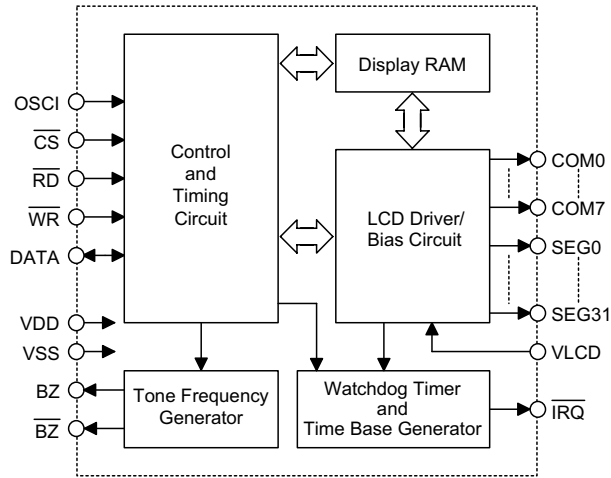 Display RAM
OSCI
CS
RD
WR
DATA
Control
and
Timing
Circuit
LCD Driver/
Bias Circuit
COM0
COM7
SEG0
SEG31
VDD
VSS
VLCD
BZ
BZ
Tone Frequency
Generator
Watchdog Timer
and
Time Base Generator
IRQ